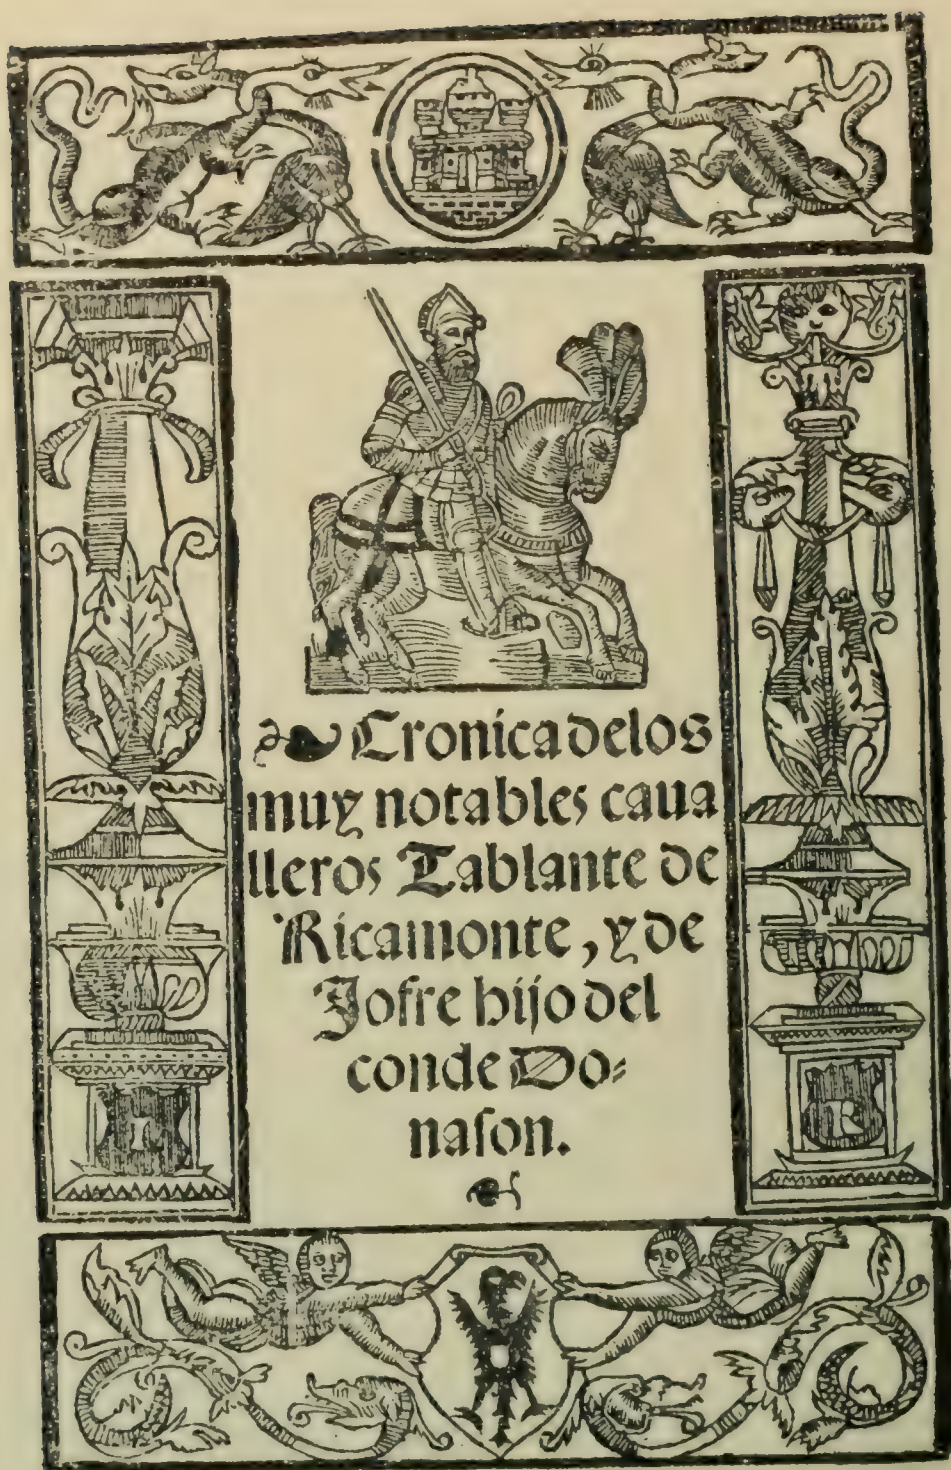 ❧ Cronica delos
muy notables caua
lleros Tablante de
Ricamonte, y de
Jofre hijo del
conde Do⸗
naſon.
R